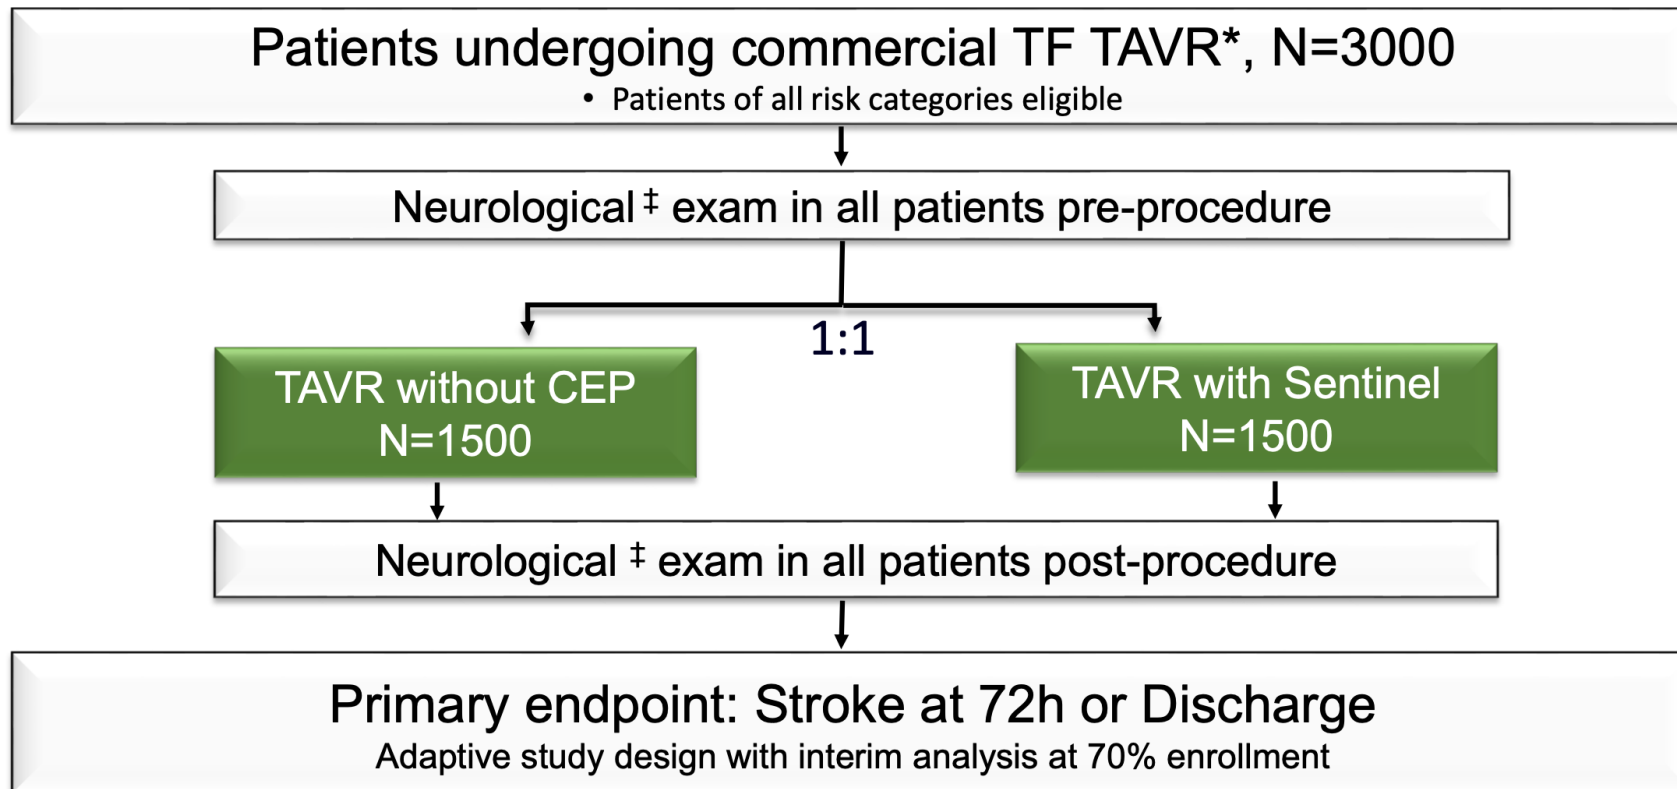 Patients undergoing commercial TF TAVR*, N=3000
• Patients of all risk categories eligible
Neurological ‡ exam in all patients pre-procedure
1:1
TAVR without CEP
N=1500
TAVR with Sentinel
N=1500
Neurological ‡ exam in all patients post-procedure
Primary endpoint: Stroke at 72h or Discharge
Adaptive study design with interim analysis at 70% enrollment